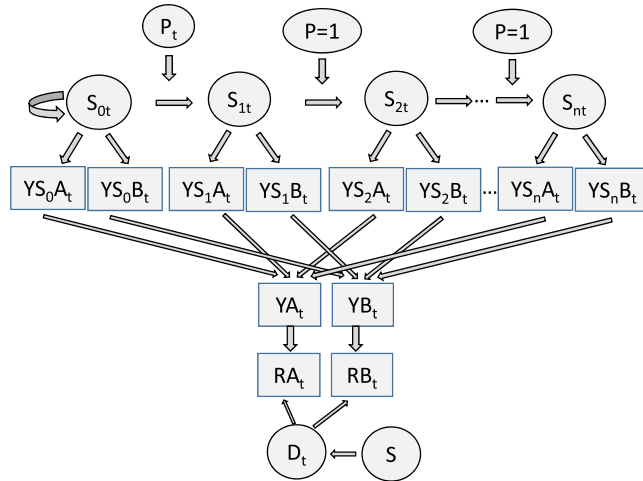 P_t P=1 P=1
S_0t S_1t S_2t ... S_nt
YS_0A_t YS_0B_t YS_1A_t YS_1B_t YS_2A_t YS_2B_t ... YS_nA_t YS_nB_t
YA_t YB_t
RA_t RB_t
D_t S